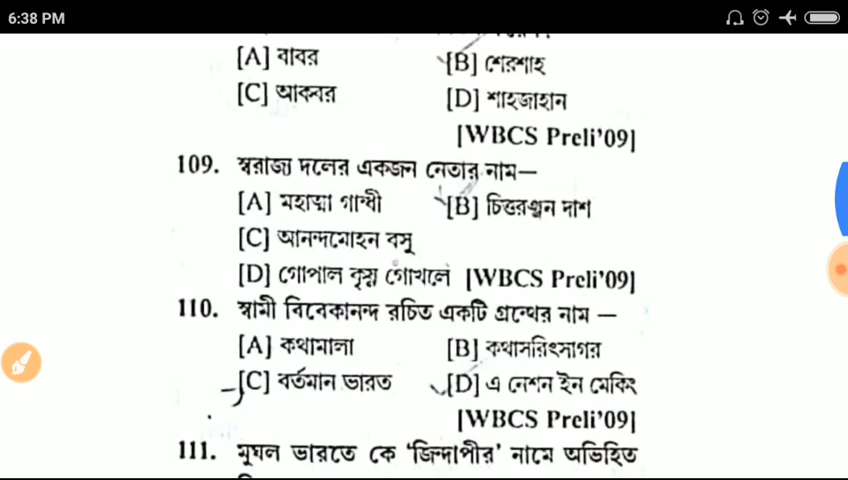 6:38 PM
[A] বাবর [B] শেরশাহ
[C] আকবর [D] শাহজাহান
[WBCS Preli'09]
109. স্বরাজ্য দলের একজন নেতার নাম—
[A] মহাত্মা গান্ধী [B] চিত্তরঞ্জন দাশ
[C] আনন্দমোহন বসু
[D] গোপাল কৃষ্ণ গোখলে [WBCS Preli'09]
110. স্বামী বিবেকানন্দ রচিত একটি গ্রন্থের নাম —
[A] কথামালা [B] কথাসরিৎসাগর
[C] বর্তমান ভারত [D] এ নেশন ইন মেকিং
[WBCS Preli'09]
111. মুঘল ভারতে কে ‘জিন্দাপীর’ নামে অভিহিত